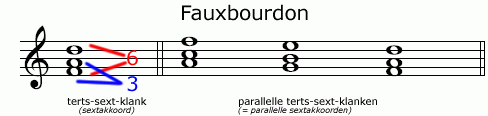 Fauxbourdon
6
3
terts-sext-klank
(sextakkoord)
parallelle terts-sext-klanken
(= parallelle sextakkoorden)